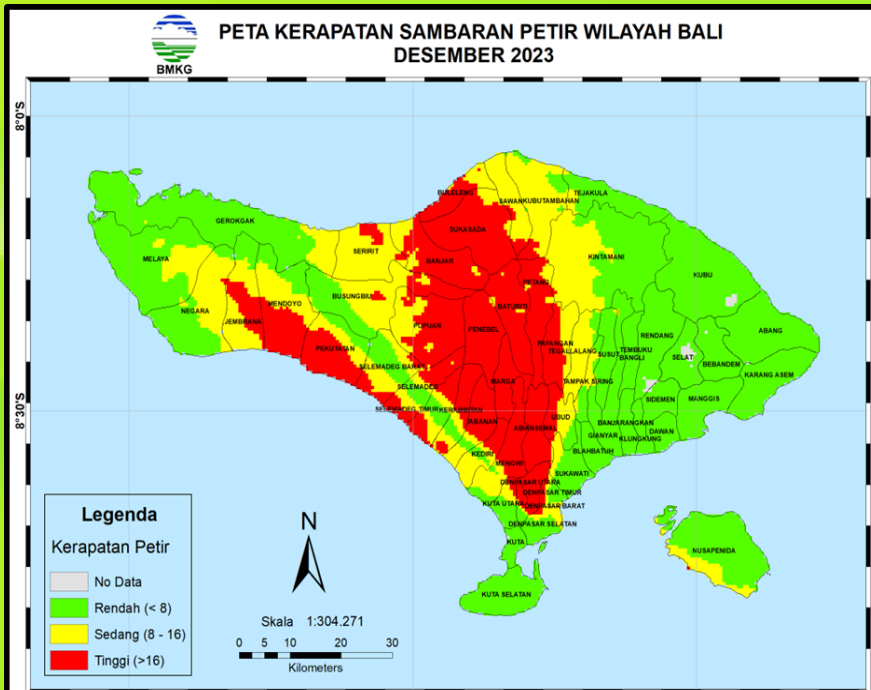 PETA KERAPATAN SAMBARAN PETIR WILAYAH BALI
DESEMBER 2023
BMKG
8°0'S
8°30'S
BULELENG
SAWAN
KUBUTAMBAHAN
TEJAKULA
GEROKGAK
SUKASADA
SERIRIT
MELAYA
BANJAR
KINTAMANI
KUBU
PETANG
BUSUNGBIU
MENDOYO
NEGARA
JEMBRANA
BATURITI
PUPUAN
PENEBEL
ABANG
RENDANG
PEKUTATAN
PAYANGAN
TEGALLALANG
SUSUT
TEMBUKU
BANGLI
SELAT
BEBANDEM
SELEMADEG BARAT
KARANG ASEM
MARGA
TAMPAK SIRING
SELEMADEG
SIDEMEN
MANGGIS
SELEMADEG TIMUR
KERAMBITAN
UBUD
TABANAN
ABIANSEMAL
BANJARANGKAN
DAWAN
GIANYAR
KLUNGKUNG
BLAHBATUH
KEDIRI
MENGWI
SUKAWATI
DENPASAR UTARA
DENPASAR TIMUR
KUTA UTARA
DENPASAR BARAT
DENPASAR SELATAN
KUTA
NUSAPENIDA
KUTA SELATAN
Legenda
Kerapatan Petir
No Data
Rendah (< 8)
Sedang (8 - 16)
Tinggi (>16)
N
Skala 1:304.271
0 5 10 20 30
Kilometers